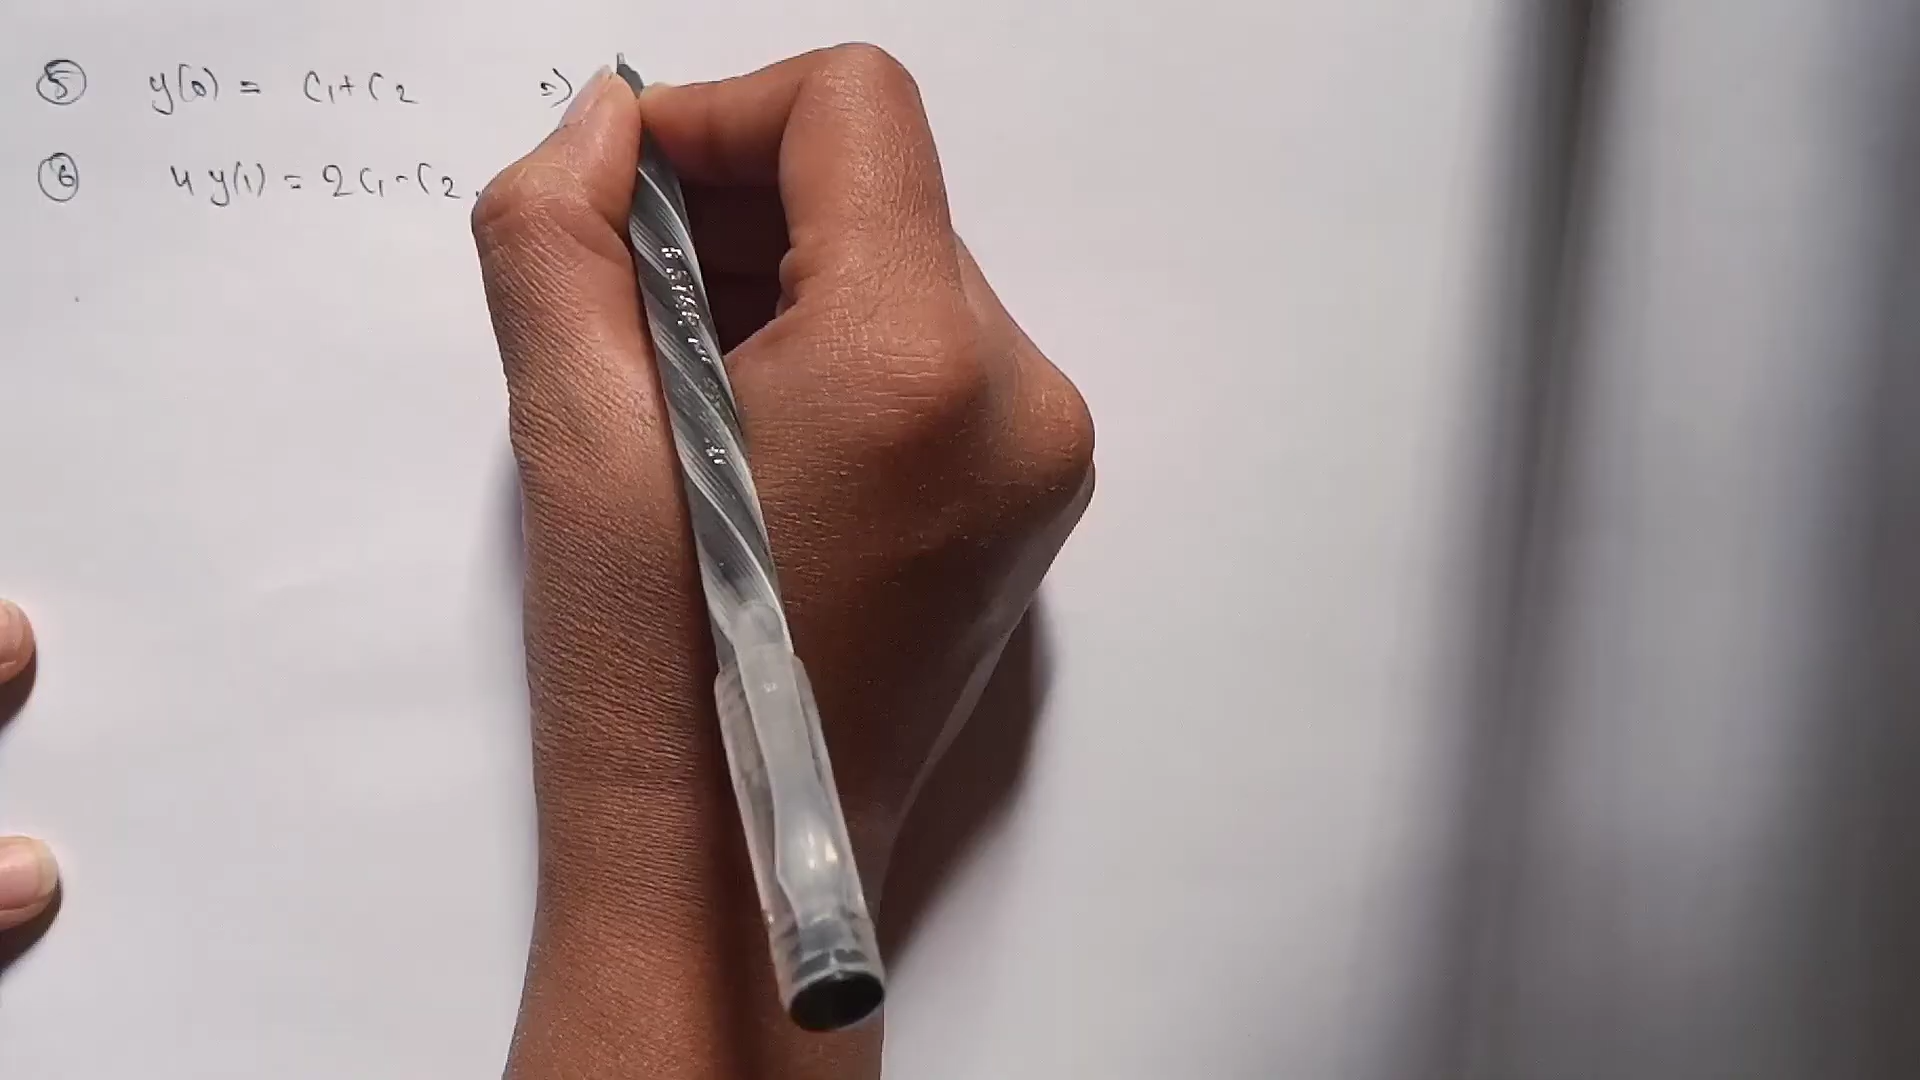 ⑤ y(0) = C₁+C₂ ⇒)
⑥ 4y(1) = 2C₁-C₂